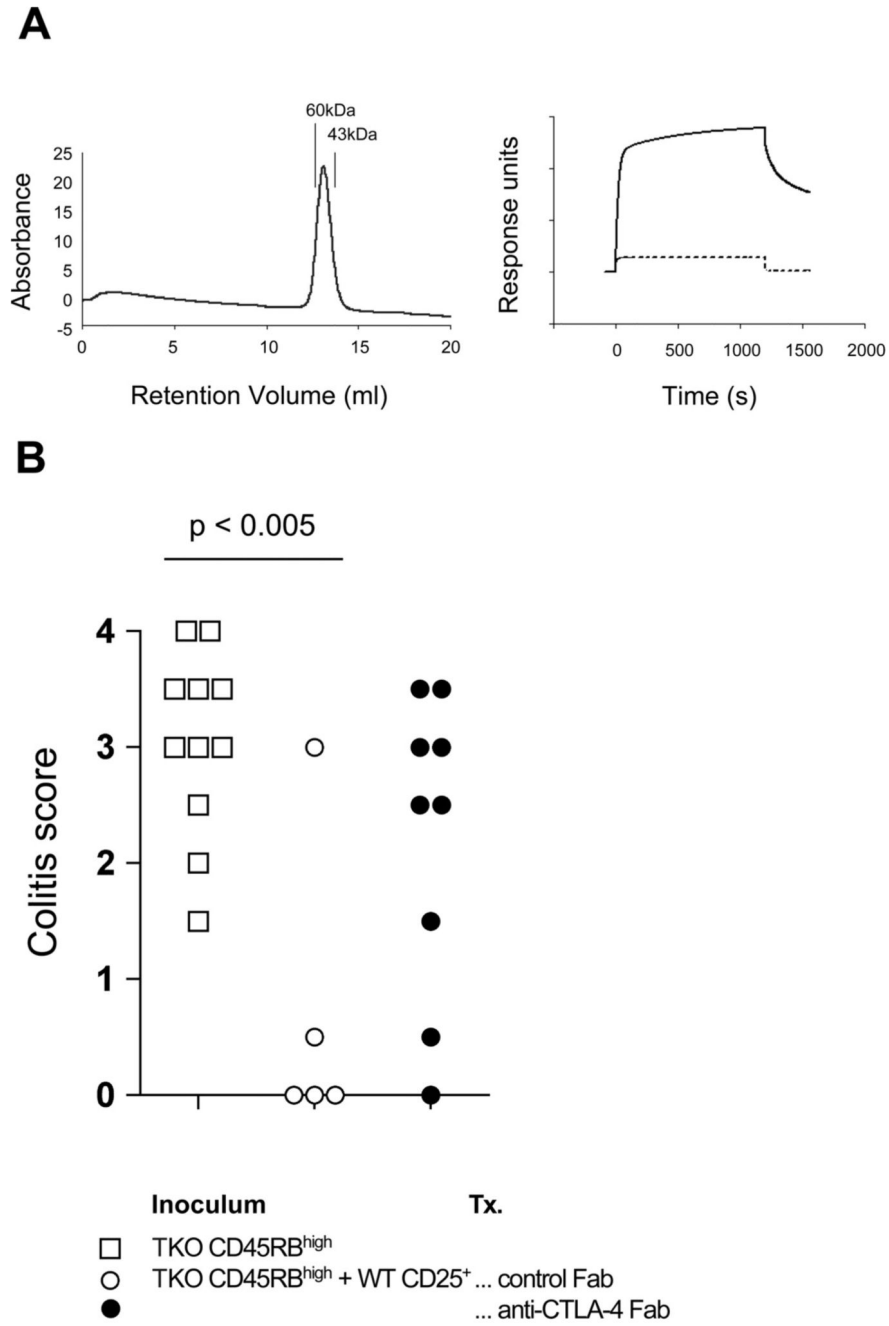 A
60kDa
43kDa
25
20
15
10
5
0
-5
Absorbance
0 5 10 15 20
Retention Volume (ml)
Response units
0 500 1000 1500 2000
Time (s)
B
p < 0.005
4
3
2
1
0
Colitis score
Inoculum Tx.
TKO CD45RBhigh
TKO CD45RBhigh + WT CD25+ ... control Fab
... anti-CTLA-4 Fab